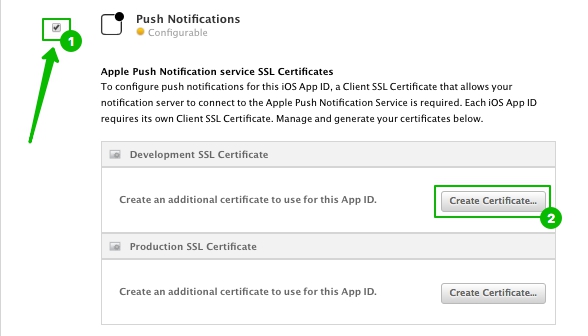 1
Push Notifications
Configurable
Apple Push Notification service SSL Certificates
To configure push notifications for this iOS App ID, a Client SSL Certificate that allows your
notification server to connect to the Apple Push Notification Service is required. Each iOS App ID
requires its own Client SSL Certificate. Manage and generate your certificates below.
Development SSL Certificate
Create an additional certificate to use for this App ID.
Create Certificate...
2
Production SSL Certificate
Create an additional certificate to use for this App ID.
Create Certificate...